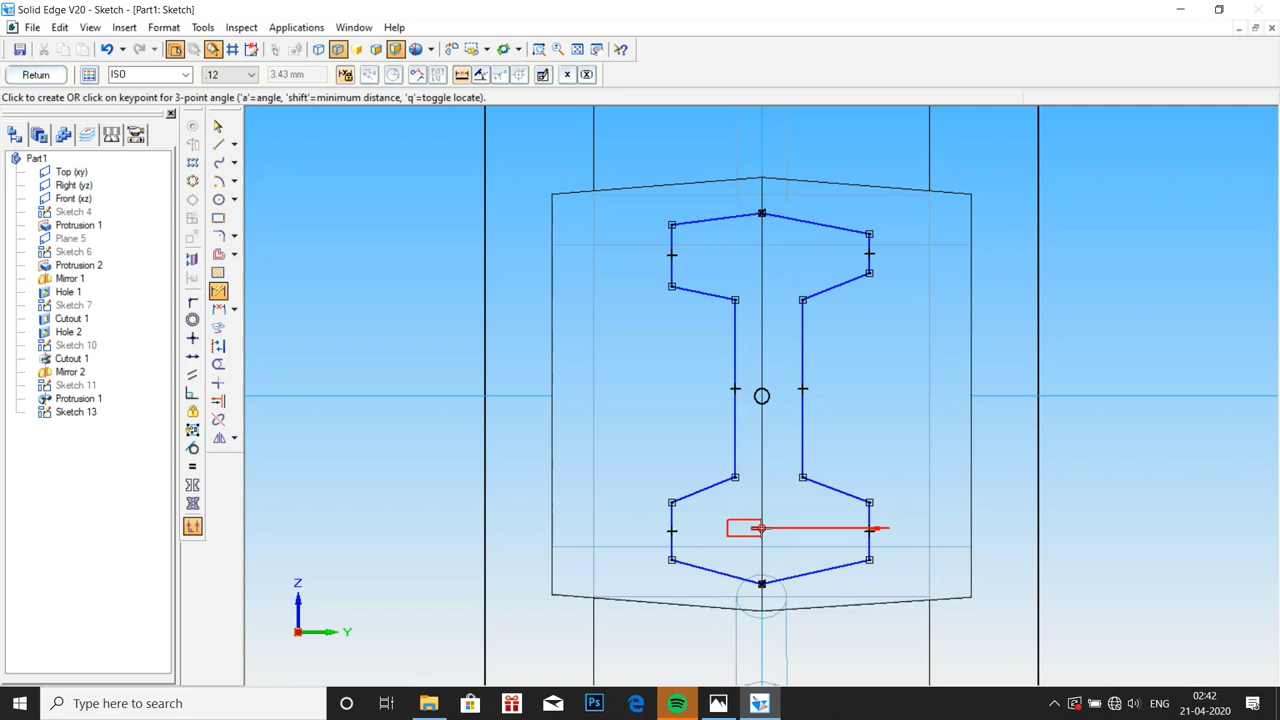 Solid Edge V20 - Sketch - [Part1: Sketch]
File Edit View Insert Format Tools Inspect Applications Window Help
Return ISO .12 3.43 mm
Click to create OR click on keypoint for 3-point angle ('a'=angle, 'shift'=minimum distance, 'q'=toggle locate).
Part1
Top (xy)
Right (yz)
Front (xz)
Sketch 4
Protrusion 1
Plane 5
Sketch 6
Protrusion 2
Mirror 1
Hole 1
Sketch 7
Cutout 1
Hole 2
Sketch 10
Cutout 1
Mirror 2
Sketch 11
Protrusion 1
Sketch 13
Z
Y
Type here to search
02:42
ENG
21-04-2020